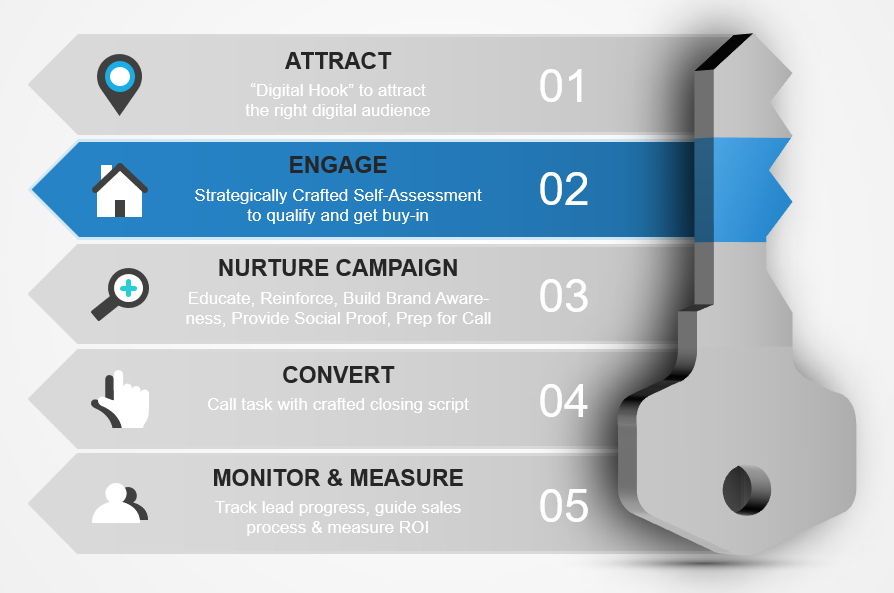 ATTRACT
“Digital Hook” to attract
the right digital audience
01
ENGAGE
Strategically Crafted Self-Assessment
to qualify and get buy-in
02
NURTURE CAMPAIGN
Educate, Reinforce, Build Brand Aware-
ness, Provide Social Proof, Prep for Call
03
CONVERT
Call task with crafted closing script
04
MONITOR & MEASURE
Track lead progress, guide sales
process & measure ROI
05